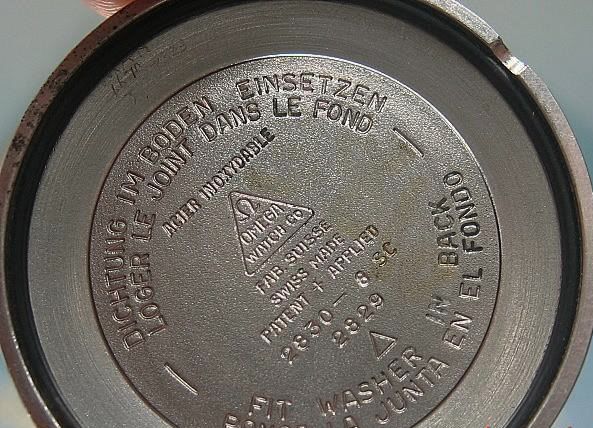 DICHTUNG IM BODEN EINSETZEN
LOGER LE JOINT DANS LE FOND
ACIER INOXYDABLE
Ω
OMEGA
WATCH CO
FAB. SUISSE
SWISS MADE
PATENT + APPLIED
2830-8 SC
2829
FIT WASHER IN BACK
LA JUNTA EN EL FONDO